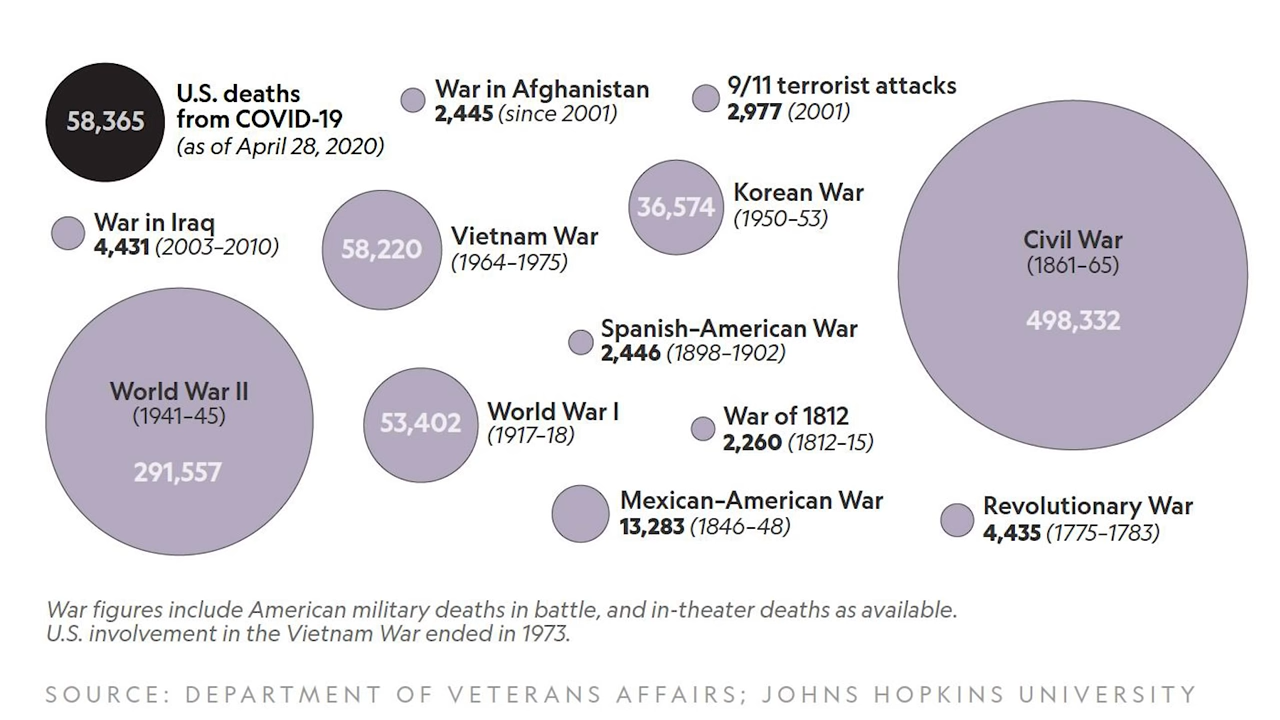 58,365
U.S. deaths
from COVID-19
(as of April 28, 2020)
War in Afghanistan
2,445 (since 2001)
9/11 terrorist attacks
2,977 (2001)
War in Iraq
4,431 (2003–2010)
58,220
Vietnam War
(1964–1975)
36,574
Korean War
(1950–53)
Civil War
(1861–65)
498,332
World War II
(1941–45)
291,557
53,402
World War I
(1917–18)
Spanish–American War
2,446 (1898–1902)
War of 1812
2,260 (1812–15)
Mexican–American War
13,283 (1846–48)
Revolutionary War
4,435 (1775–1783)
War figures include American military deaths in battle, and in-theater deaths as available.
U.S. involvement in the Vietnam War ended in 1973.
SOURCE: DEPARTMENT OF VETERANS AFFAIRS; JOHNS HOPKINS UNIVERSITY